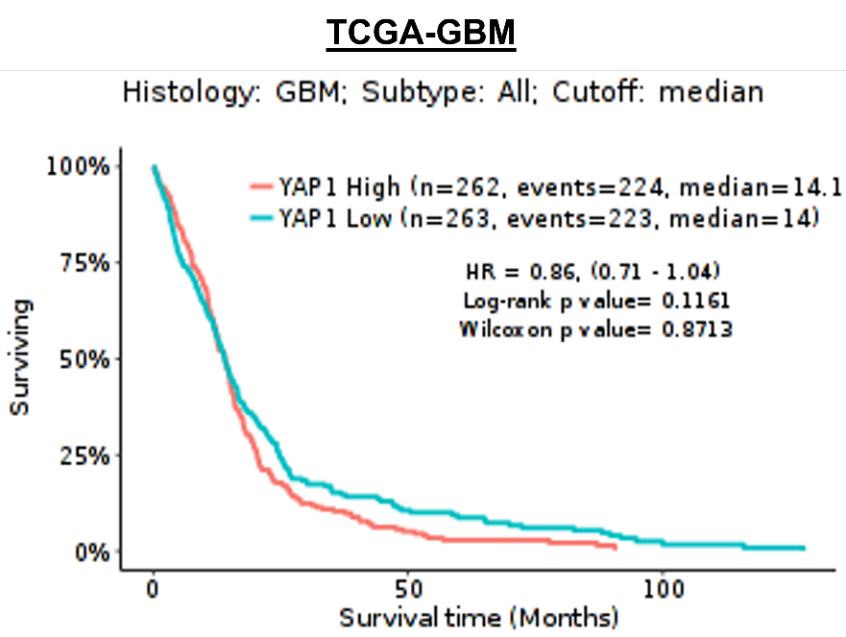 TCGA-GBM
Histology: GBM; Subtype: All; Cutoff: median
100%
YAP1 High (n=262, events=224, median=14.1
YAP1 Low (n=263, events=223, median=14)
75%
HR = 0.86, (0.71 - 1.04)
Log-rank p value= 0.1161
Wilcoxon p value= 0.8713
Surviving
50%
25%
0%
0 50 100
Survival time (Months)